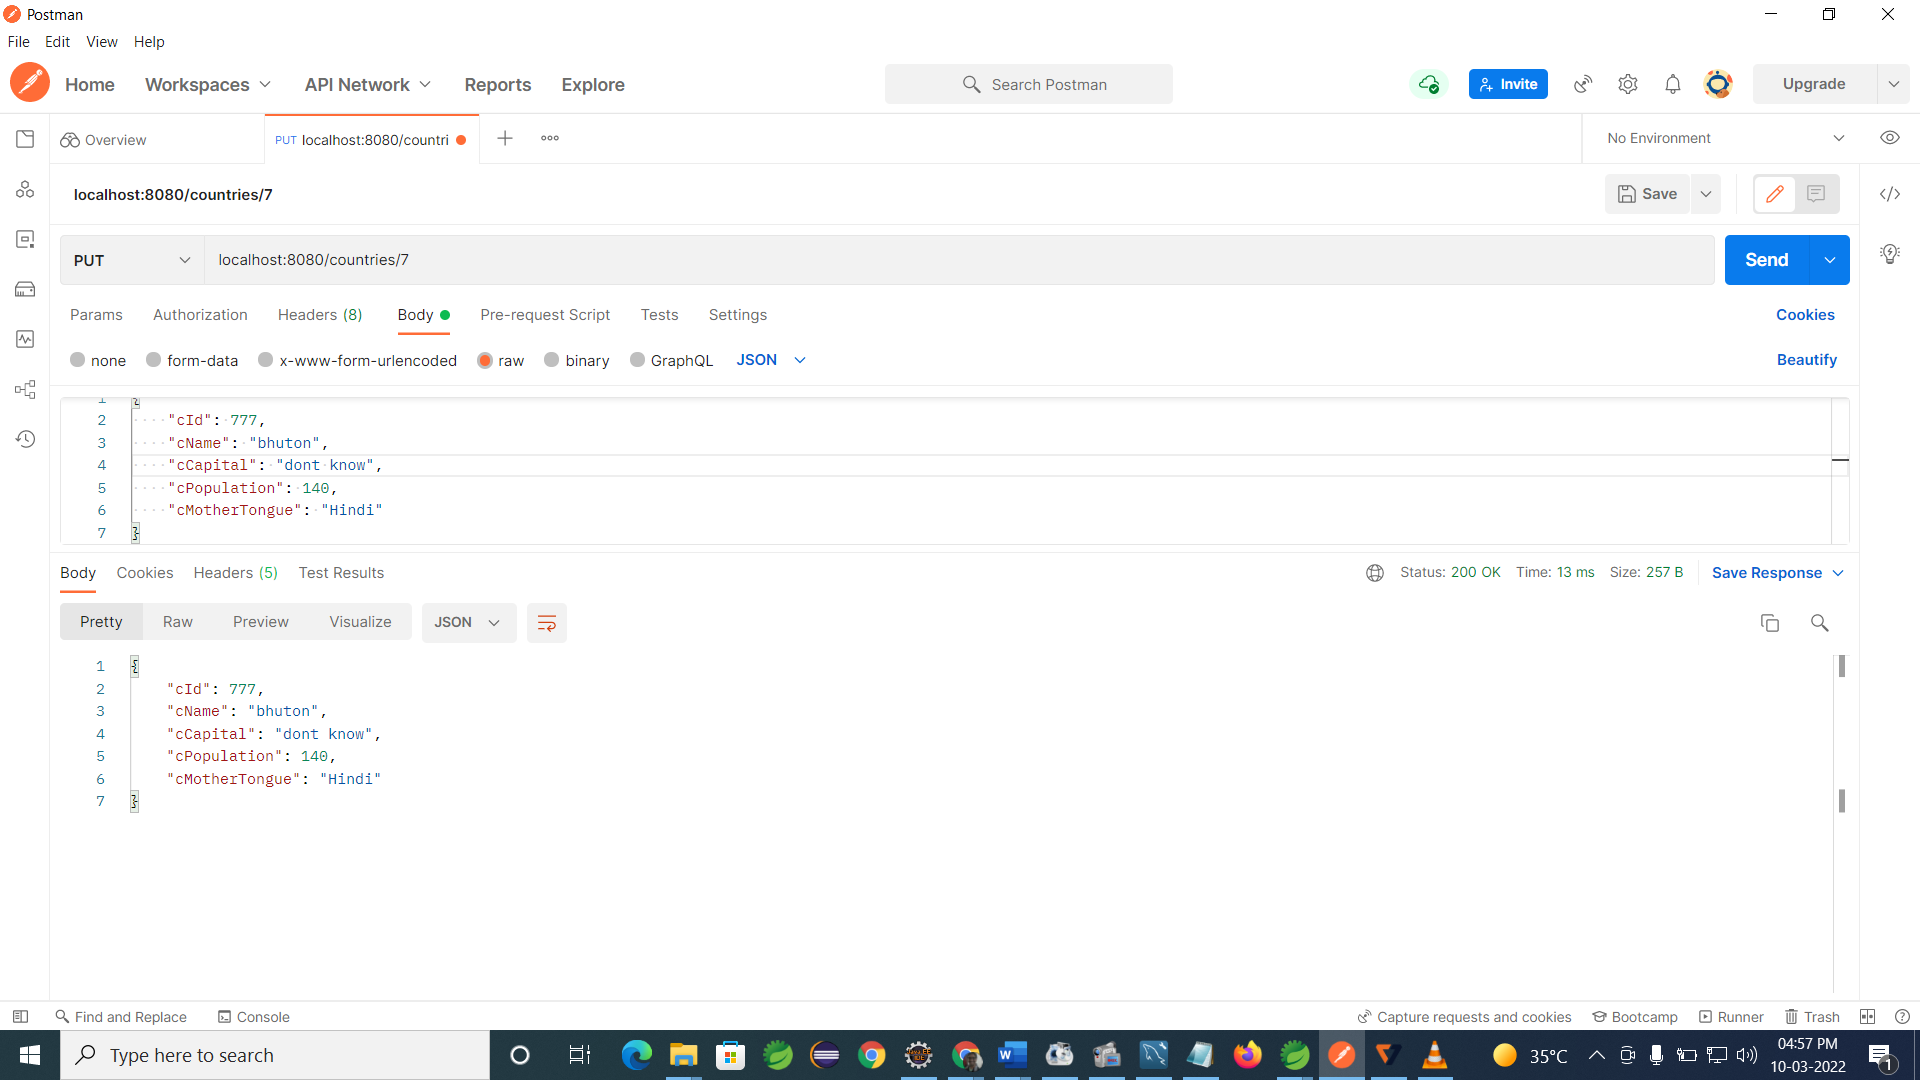 Postman
File Edit View Help
Home Workspaces API Network Reports Explore Search Postman Invite Upgrade
Overview PUT localhost:8080/countri No Environment
localhost:8080/countries/7 Save
PUT localhost:8080/countries/7 Send
Params Authorization Headers (8) Body Pre-request Script Tests Settings Cookies
none form-data x-www-form-urlencoded raw binary GraphQL JSON Beautify
1 {
2 "cId": 777,
3 "cName": "bhuton",
4 "cCapital": "dont know",
5 "cPopulation": 140,
6 "cMotherTongue": "Hindi"
7 }
Body Cookies Headers (5) Test Results Status: 200 OK Time: 13 ms Size: 257 B Save Response
Pretty Raw Preview Visualize JSON
1 {
2 "cId": 777,
3 "cName": "bhuton",
4 "cCapital": "dont know",
5 "cPopulation": 140,
6 "cMotherTongue": "Hindi"
7 }
Find and Replace Console Capture requests and cookies Bootcamp Runner Trash
Type here to search 35°C 04:57 PM
10-03-2022 1